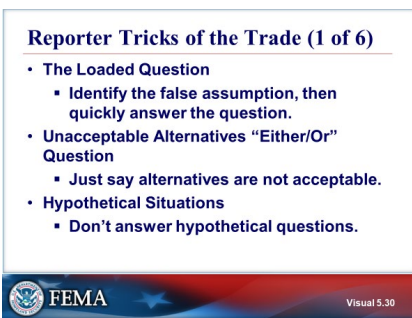 Reporter Tricks of the Trade (1 of 6)
• The Loaded Question
▪ Identify the false assumption, then
quickly answer the question.
• Unacceptable Alternatives “Either/Or”
Question
▪ Just say alternatives are not acceptable.
• Hypothetical Situations
▪ Don’t answer hypothetical questions.
FEMA
Visual 5.30